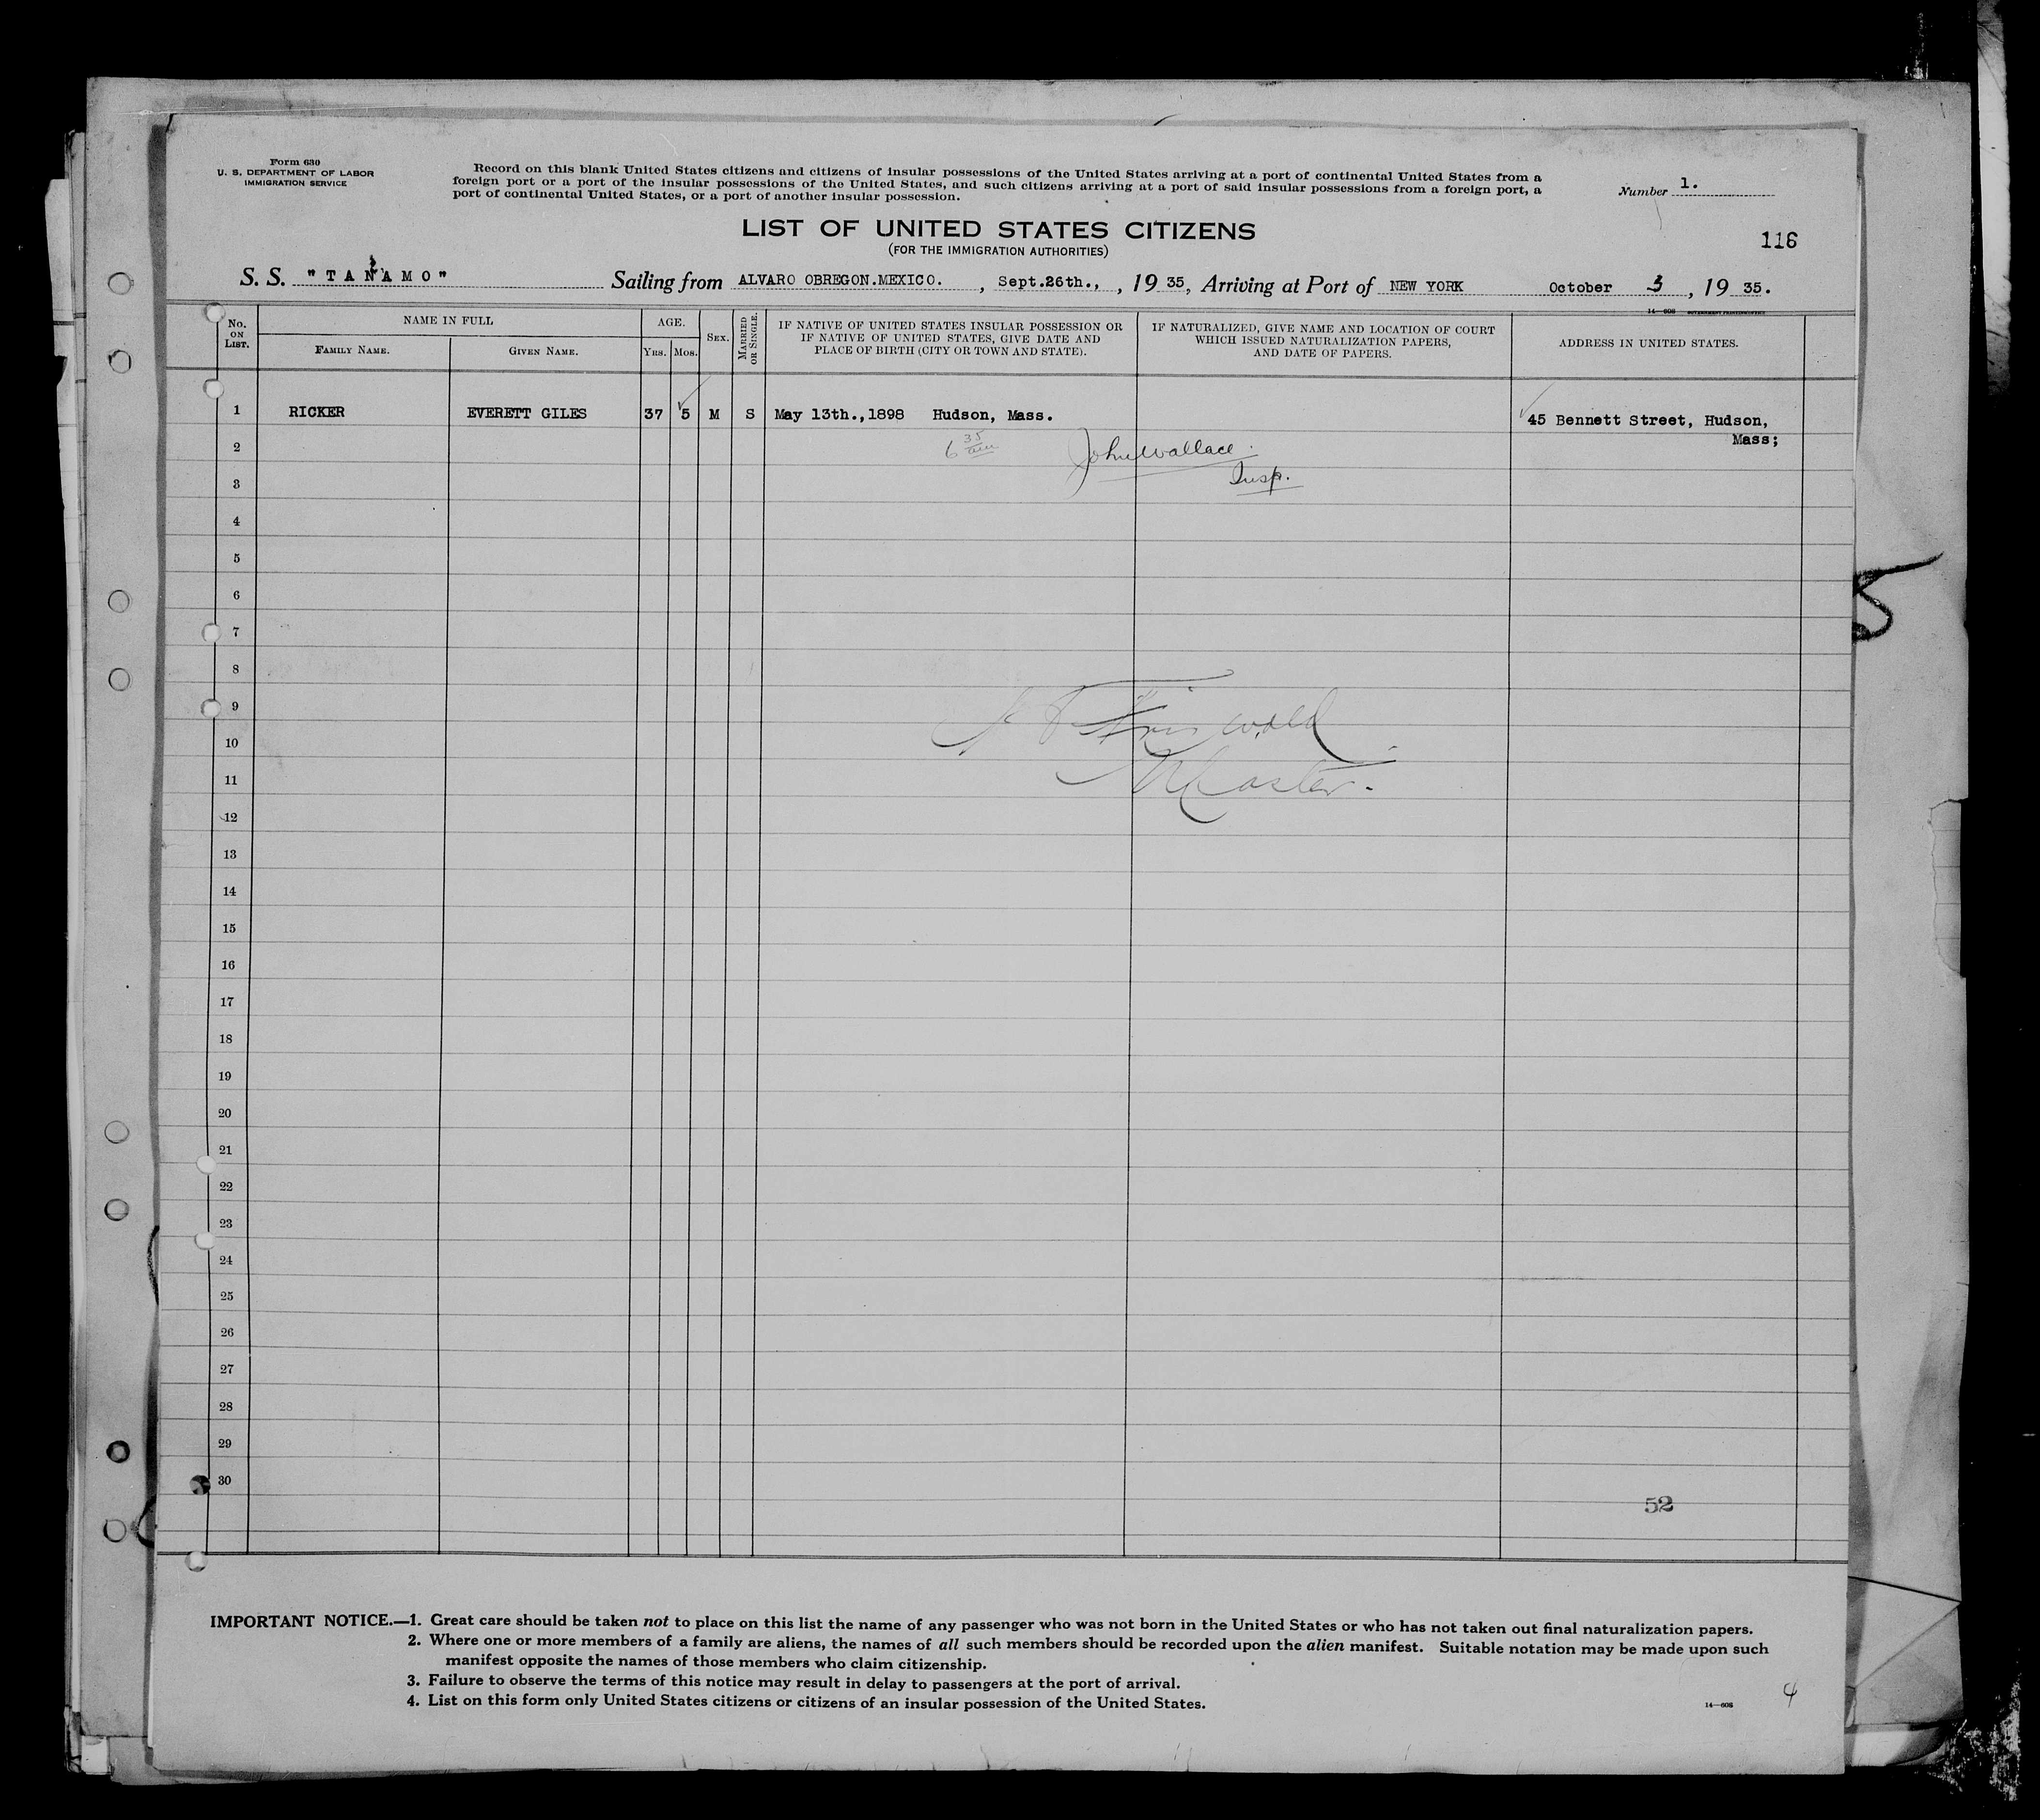 Form 630
U. S. DEPARTMENT OF LABOR
IMMIGRATION SERVICE
Record on this blank United States citizens and citizens of insular possessions of the United States arriving at a port of continental United States from a
foreign port or a port of the insular possessions of the United States, and such citizens arriving at a port of said insular possessions from a foreign port, a
port of continental United States, or a port of another insular possession.
Number 1.
LIST OF UNITED STATES CITIZENS
(FOR THE IMMIGRATION AUTHORITIES)
116
S. S. "TANAMO" Sailing from ALVARO OBREGON.MEXICO. , Sept.26th., , 19 35, Arriving at Port of NEW YORK October 3 , 19 35.
No. ON LIST.
NAME IN FULL
FAMILY NAME.
GIVEN NAME.
AGE.
YRS.
MOS.
SEX.
MARRIED OR SINGLE.
IF NATIVE OF UNITED STATES INSULAR POSSESSION OR
IF NATIVE OF UNITED STATES, GIVE DATE AND
PLACE OF BIRTH (CITY OR TOWN AND STATE).
IF NATURALIZED, GIVE NAME AND LOCATION OF COURT
WHICH ISSUED NATURALIZATION PAPERS,
AND DATE OF PAPERS.
ADDRESS IN UNITED STATES.
1 RICKER EVERETT GILES 37 5 M S May 13th.,1898 Hudson, Mass. 45 Bennett Street, Hudson,
Mass;
2 John Wallace
Insp.
3
4
5
6
7
8
9
10
11 Master.
12
13
14
15
16
17
18
19
20
21
22
23
24
25
26
27
28
29
30
52
IMPORTANT NOTICE.—1. Great care should be taken not to place on this list the name of any passenger who was not born in the United States or who has not taken out final naturalization papers.
2. Where one or more members of a family are aliens, the names of all such members should be recorded upon the alien manifest. Suitable notation may be made upon such
manifest opposite the names of those members who claim citizenship.
3. Failure to observe the terms of this notice may result in delay to passengers at the port of arrival.
4. List on this form only United States citizens or citizens of an insular possession of the United States.
14—608
4